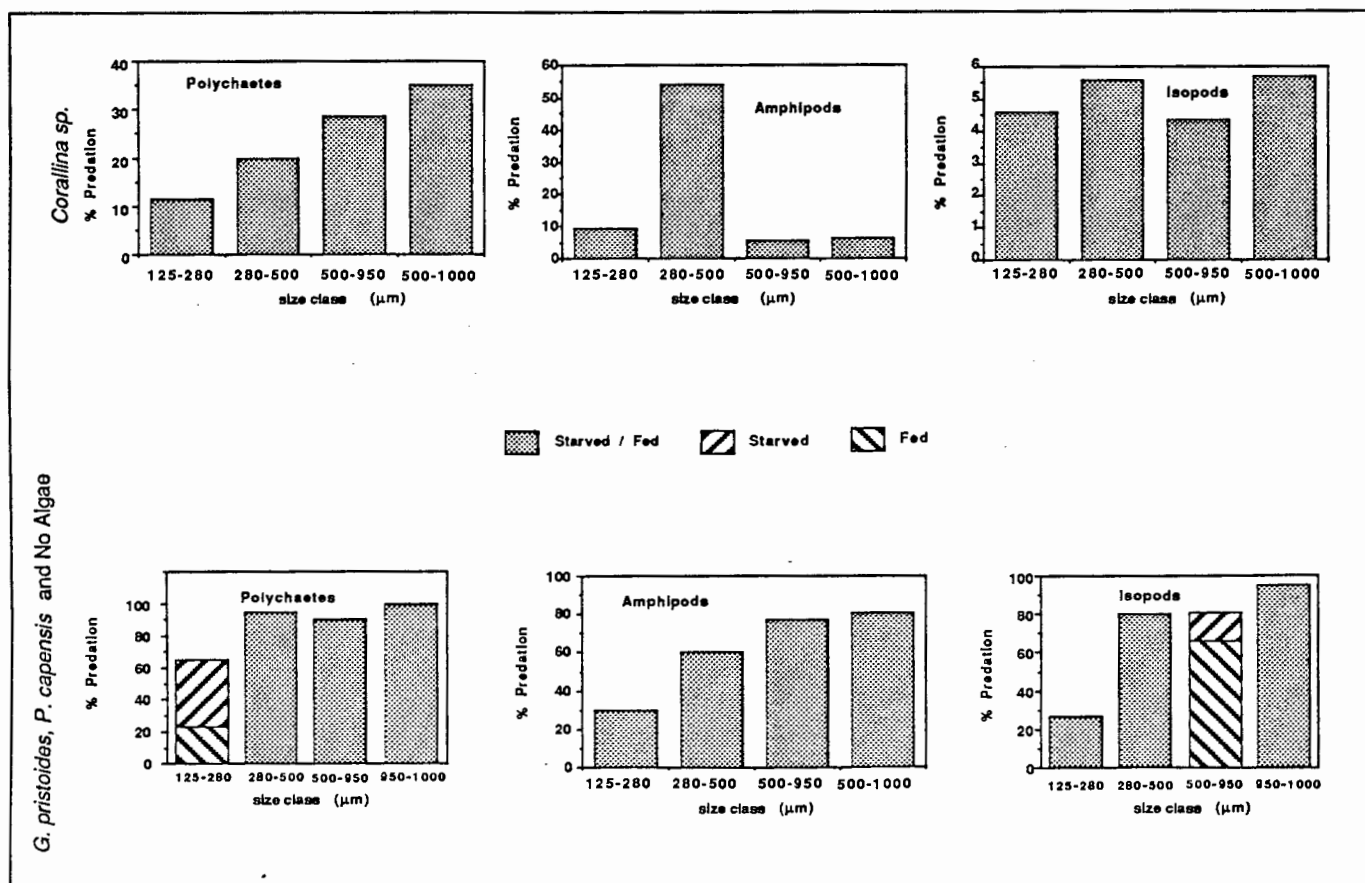 Corallina sp.
Polychaetes
% Predation
40
30
20
10
0
125-280 280-500 500-950 500-1000
size class (µm)
Amphipods
% Predation
60
50
40
30
20
10
0
125-280 280-500 500-950 500-1000
size class (µm)
Isopods
% Predation
6
5
4
3
2
1
0
125-280 280-500 500-950 500-1000
size class (µm)
Starved / Fed Starved Fed
G. pristoides, P. capensis and No Algae
Polychaetes
% Predation
100
80
60
40
20
0
125-280 280-500 500-950 950-1000
size class (µm)
Amphipods
% Predation
100
80
60
40
20
0
125-280 280-500 500-950 500-1000
size class (µm)
Isopods
% Predation
100
80
60
40
20
0
125-280 280-500 500-950 950-1000
size class (µm)